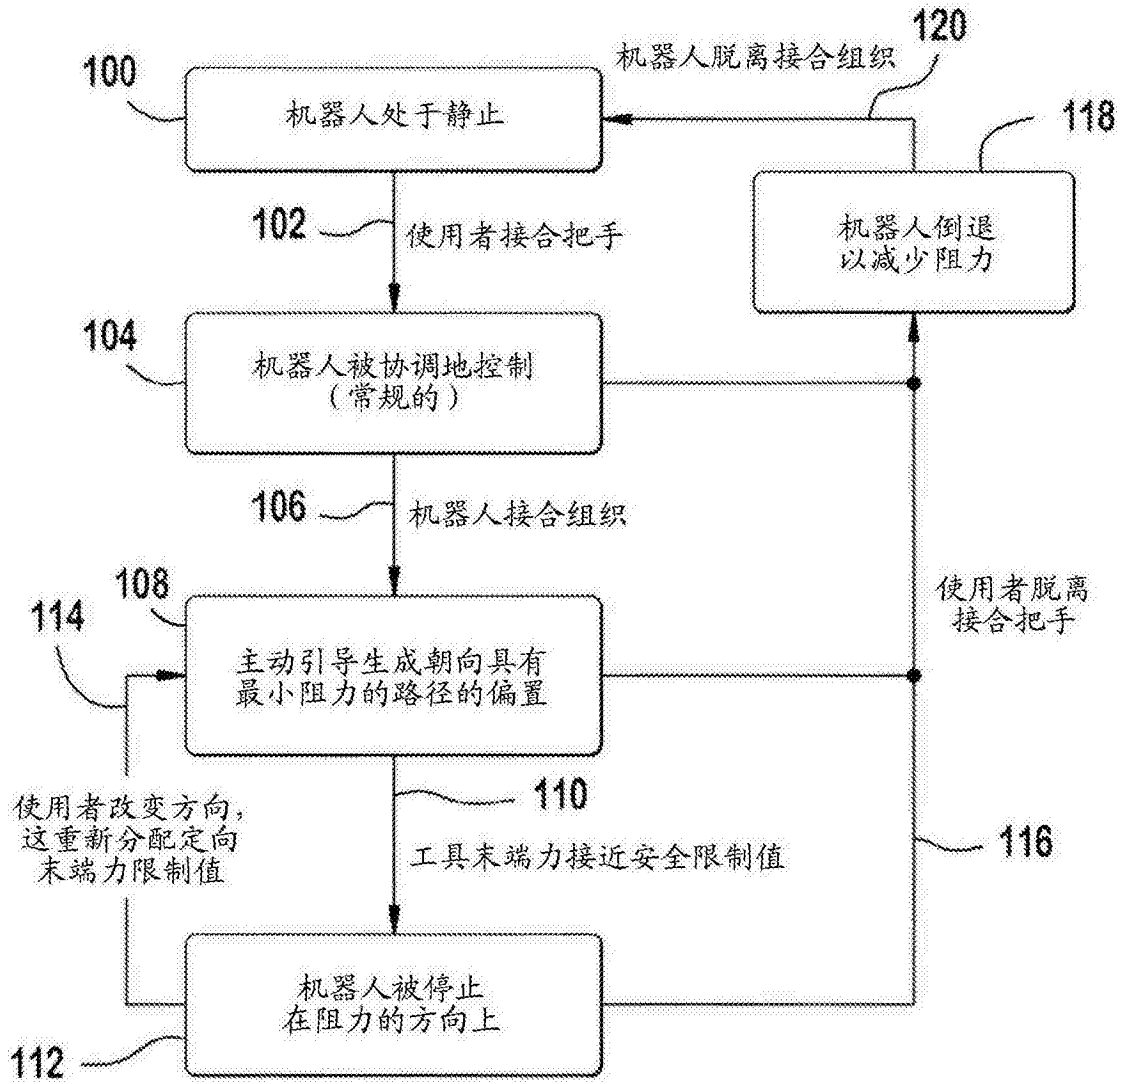 120
机器人脱离接合组织
100
机器人处于静止
118
102
使用者接合把手
机器人倒退
以减少阻力
104
机器人被协调地控制
(常规的)
106
机器人接合组织
108
使用者脱离
接合把手
114
主动引导生成朝向具有
最小阻力的路径的偏置
110
使用者改变方向，
这重新分配定向
末端力限制值
116
工具末端力接近安全限制值
机器人被停止
在阻力的方向上
112